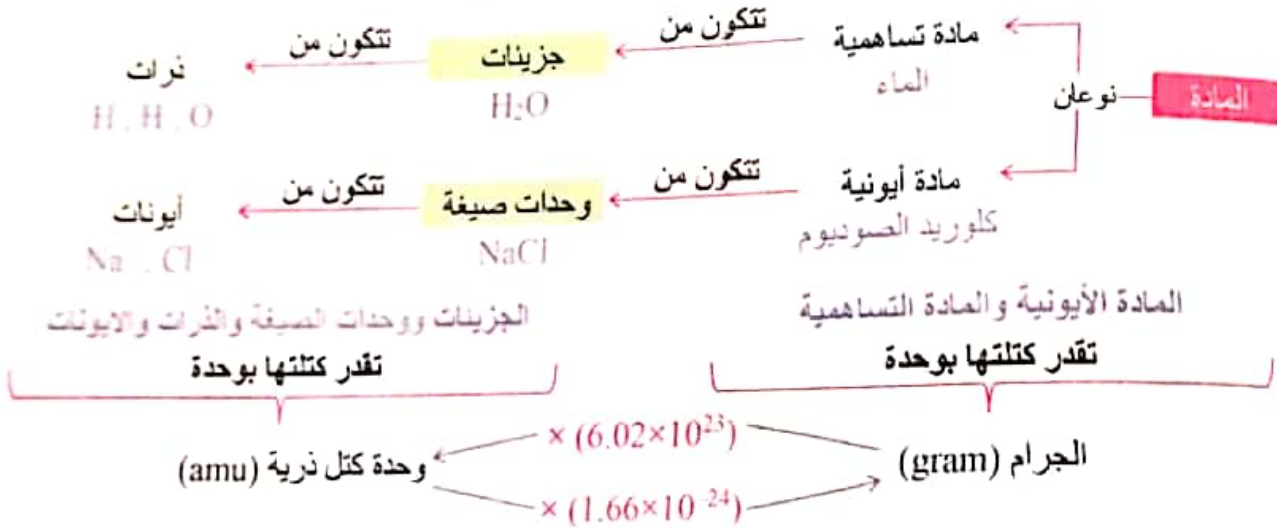 المادة
نوعان
مادة تساهمية تتكون من جزيئات تتكون من ذرات
الماء H₂O H , H , O
مادة أيونية تتكون من وحدات صيغة تتكون من أيونات
كلوريد الصوديوم NaCl Na , Cl
المادة الأيونية والمادة التساهمية
تقدر كتلتها بوحدة
الجزيئات ووحدات الصيغة والذرات والايونات
تقدر كتلتها بوحدة
الجرام (gram)
× (6.02×10²³)
× (1.66×10⁻²⁴)
وحدة كتل ذرية (amu)